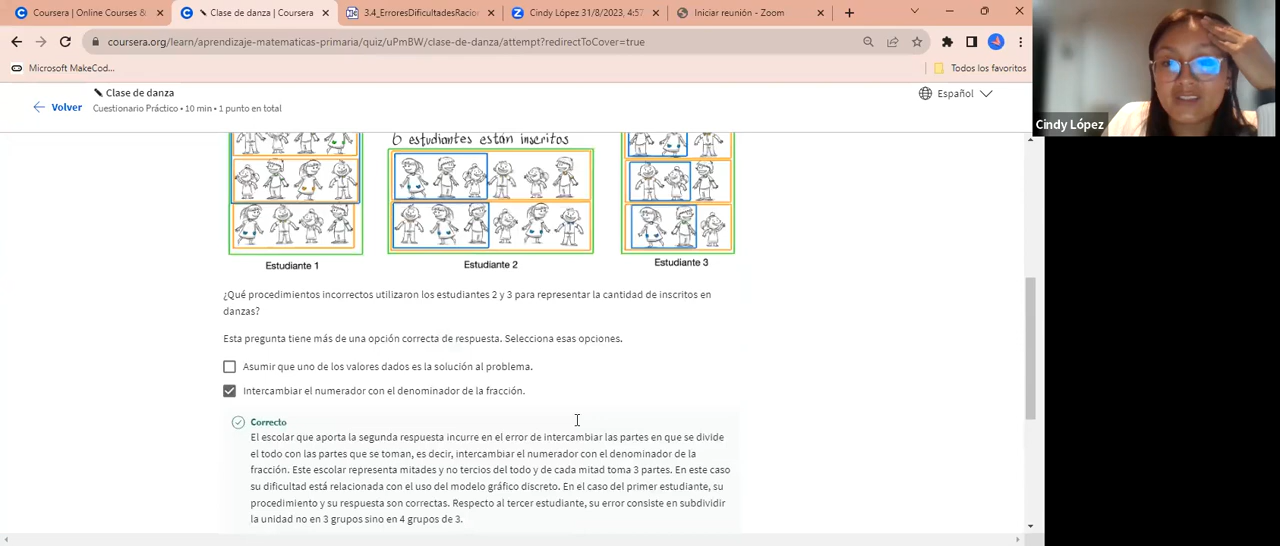 Coursera | Online Courses &
Clase de danza | Coursera
3.4_ErroresDificultadesRacio
Cindy López 31/8/2023, 4:57
Iniciar reunión - Zoom
coursera.org/learn/aprendizaje-matematicas-primaria/quiz/uPmBW/clase-de-danza/attempt?redirectToCover=true
Microsoft MakeCod...
Todos los favoritos
Cindy López
Volver
Clase de danza
Cuestionario Práctico • 10 min • 1 punto en total
Español
6 estudiantes están inscritos
Estudiante 1
Estudiante 2
Estudiante 3
¿Qué procedimientos incorrectos utilizaron los estudiantes 2 y 3 para representar la cantidad de inscritos en
danzas?
Esta pregunta tiene más de una opción correcta de respuesta. Selecciona esas opciones.
Asumir que uno de los valores dados es la solución al problema.
Intercambiar el numerador con el denominador de la fracción.
Correcto
El escolar que aporta la segunda respuesta incurre en el error de intercambiar las partes en que se divide
el todo con las partes que se toman, es decir, intercambiar el numerador con el denominador de la
fracción. Este escolar representa mitades y no tercios del todo y de cada mitad toma 3 partes. En este caso
su dificultad está relacionada con el uso del modelo gráfico discreto. En el caso del primer estudiante, su
procedimiento y su respuesta son correctas. Respecto al tercer estudiante, su error consiste en subdividir
la unidad no en 3 grupos sino en 4 grupos de 3.